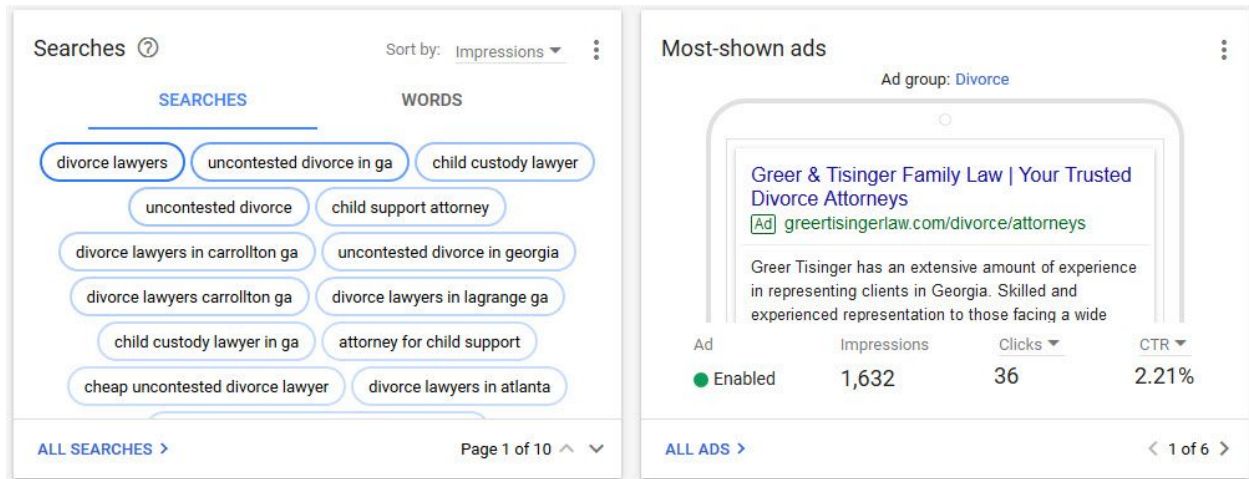 Searches
Sort by: Impressions
SEARCHES WORDS
divorce lawyers uncontested divorce in ga child custody lawyer
uncontested divorce child support attorney
divorce lawyers in carrollton ga uncontested divorce in georgia
divorce lawyers carrollton ga divorce lawyers in lagrange ga
child custody lawyer in ga attorney for child support
cheap uncontested divorce lawyer divorce lawyers in atlanta
ALL SEARCHES Page 1 of 10
Most-shown ads
Ad group: Divorce
Greer & Tisinger Family Law | Your Trusted
Divorce Attorneys
Ad greertisingerlaw.com/divorce/attorneys
Greer Tisinger has an extensive amount of experience
in representing clients in Georgia. Skilled and
experienced representation to those facing a wide
Ad Impressions Clicks CTR
Enabled 1,632 36 2.21%
ALL ADS 1 of 6